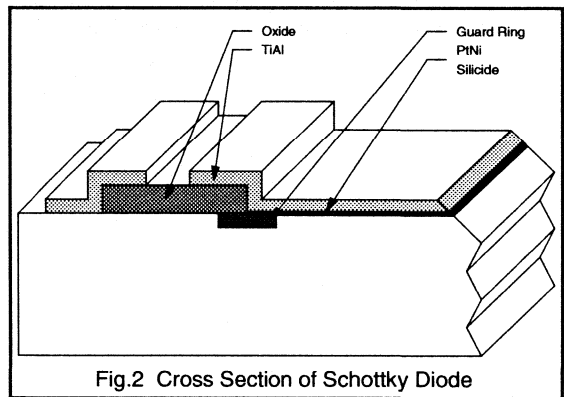 Oxide
TiAl
Guard Ring
PtNi
Silicide
Fig.2 Cross Section of Schottky Diode